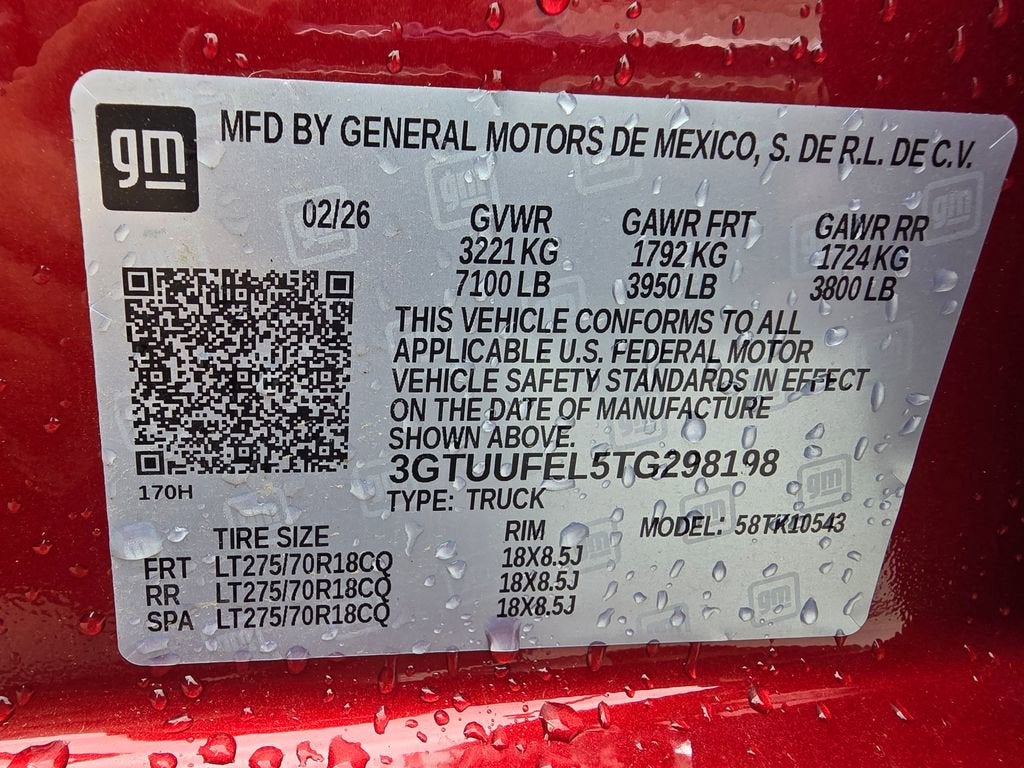 gm
MFD BY GENERAL MOTORS DE MEXICO, S. DE R.L. DE C.V.
02/26 GVWR GAWR FRT GAWR RR
3221 KG 1792 KG 1724 KG
7100 LB 3950 LB 3800 LB
THIS VEHICLE CONFORMS TO ALL
APPLICABLE U.S. FEDERAL MOTOR
VEHICLE SAFETY STANDARDS IN EFFECT
ON THE DATE OF MANUFACTURE
SHOWN ABOVE.
3GTUUFEL5TG298198
170H
TYPE: TRUCK
TIRE SIZE RIM MODEL: 58TK10543
FRT LT275/70R18CQ 18X8.5J
RR LT275/70R18CQ 18X8.5J
SPA LT275/70R18CQ 18X8.5J